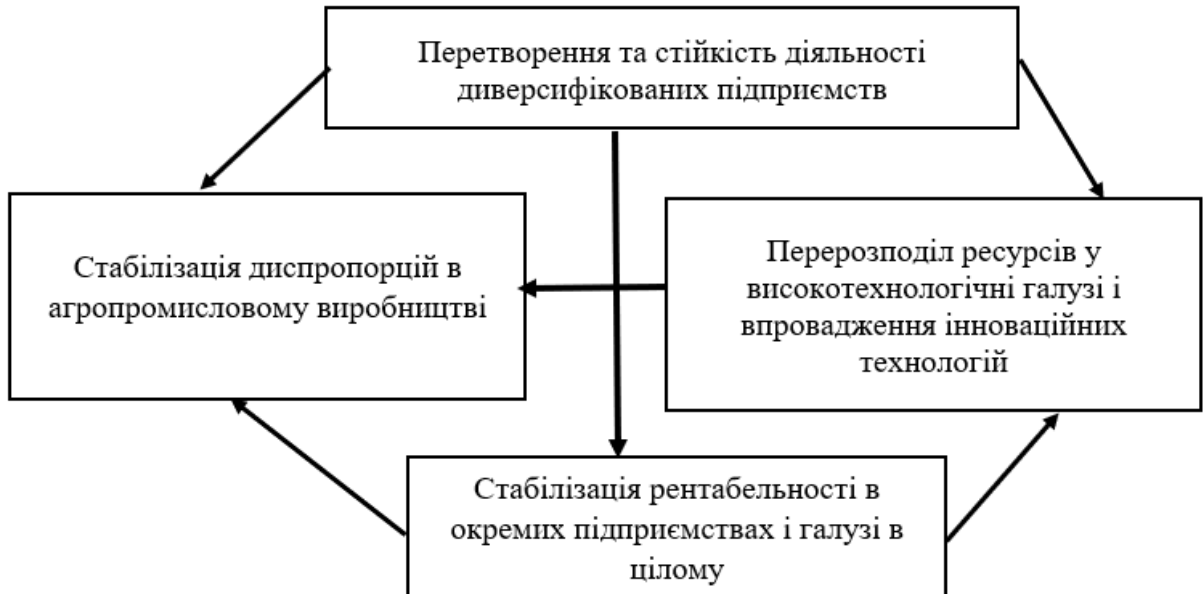 Перетворення та стійкість діяльності
диверсифікованих підприємств
Стабілізація диспропорцій в
агропромисловому виробництві
Перерозподіл ресурсів у
високотехнологічні галузі і
впровадження інноваційних
технологій
Стабілізація рентабельності в
окремих підприємствах і галузі в
цілому